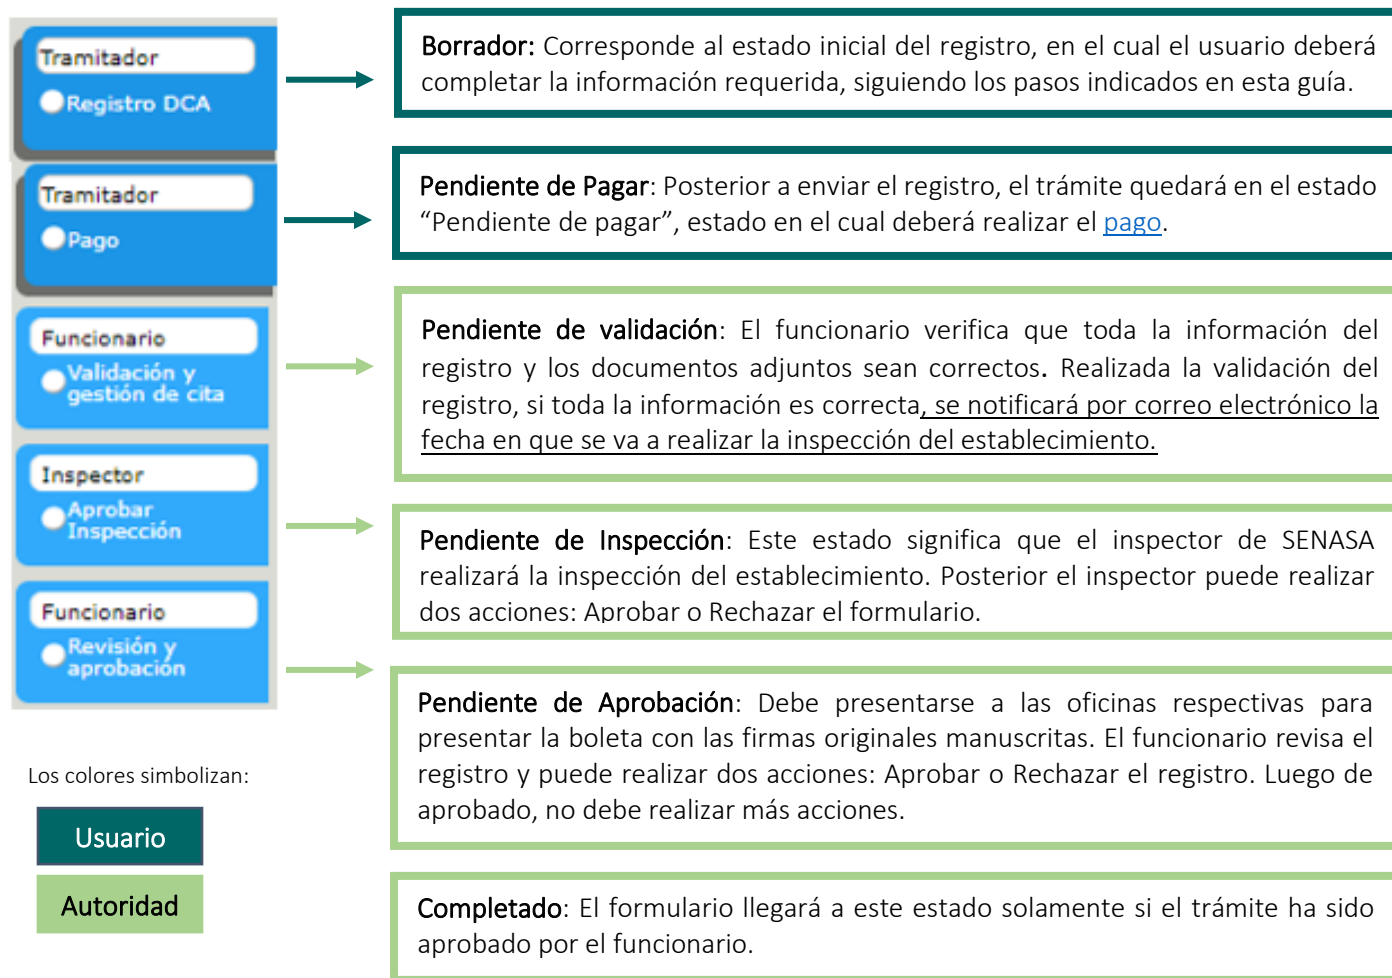 Tramitador
Registro DCA
Borrador: Corresponde al estado inicial del registro, en el cual el usuario deberá
completar la información requerida, siguiendo los pasos indicados en esta guía.
Tramitador
Pago
Pendiente de Pagar: Posterior a enviar el registro, el trámite quedará en el estado
“Pendiente de pagar”, estado en el cual deberá realizar el pago.
Funcionario
Validación y
gestión de cita
Pendiente de validación: El funcionario verifica que toda la información del
registro y los documentos adjuntos sean correctos. Realizada la validación del
registro, si toda la información es correcta, se notificará por correo electrónico la
fecha en que se va a realizar la inspección del establecimiento.
Inspector
Aprobar
Inspección
Pendiente de Inspección: Este estado significa que el inspector de SENASA
realizará la inspección del establecimiento. Posterior el inspector puede realizar
dos acciones: Aprobar o Rechazar el formulario.
Funcionario
Revisión y
aprobación
Pendiente de Aprobación: Debe presentarse a las oficinas respectivas para
presentar la boleta con las firmas originales manuscritas. El funcionario revisa el
registro y puede realizar dos acciones: Aprobar o Rechazar el registro. Luego de
aprobado, no debe realizar más acciones.
Los colores simbolizan:
Usuario
Autoridad
Completado: El formulario llegará a este estado solamente si el trámite ha sido
aprobado por el funcionario.